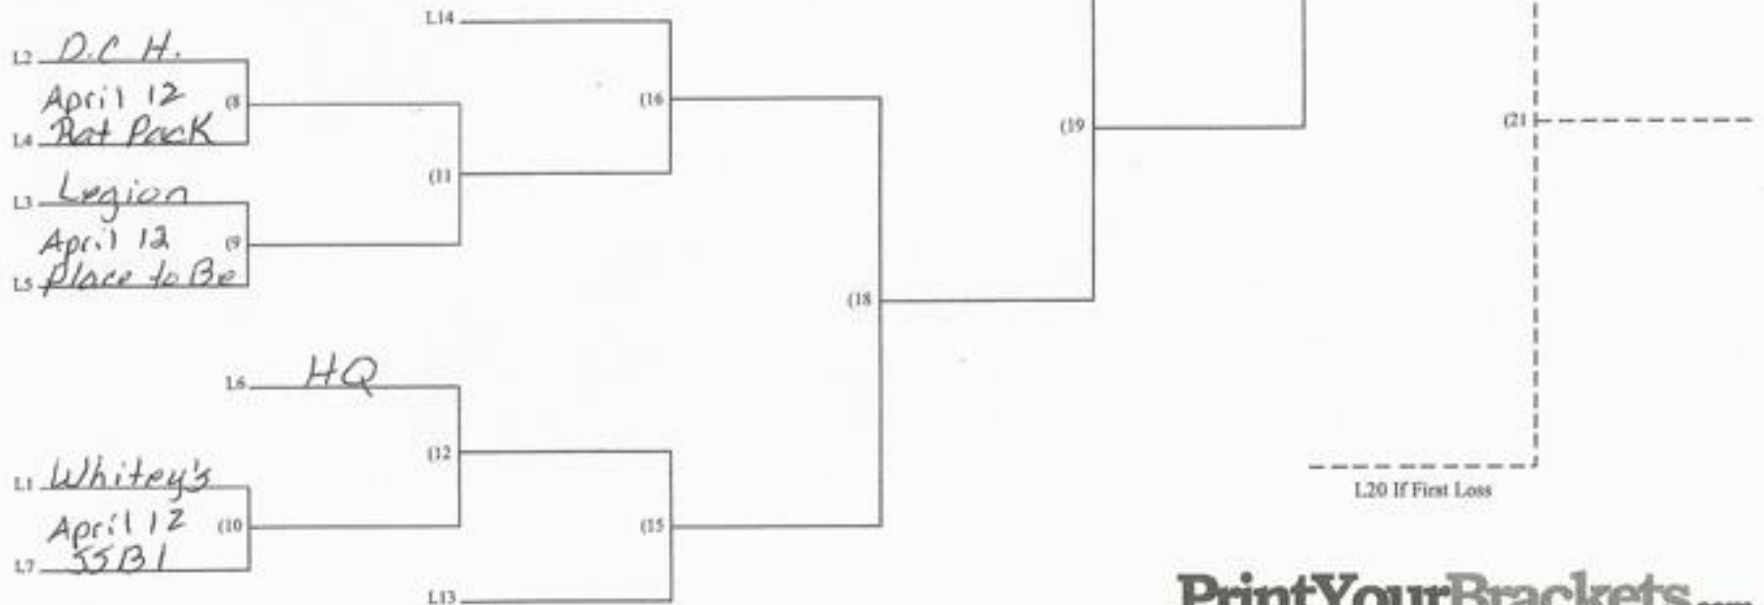 L14
L2 D.C H.
April 12 (8
L4 Rat Pack
(16
(19
(21
(11
L3 Legion
April 12 (9
L5 Place to Be
(18
L6 HQ
(12
L1 Whitey's
April 12 (10
L7 SSB1
(15
L20 If First Loss
L13
PrintYourBrackets.com